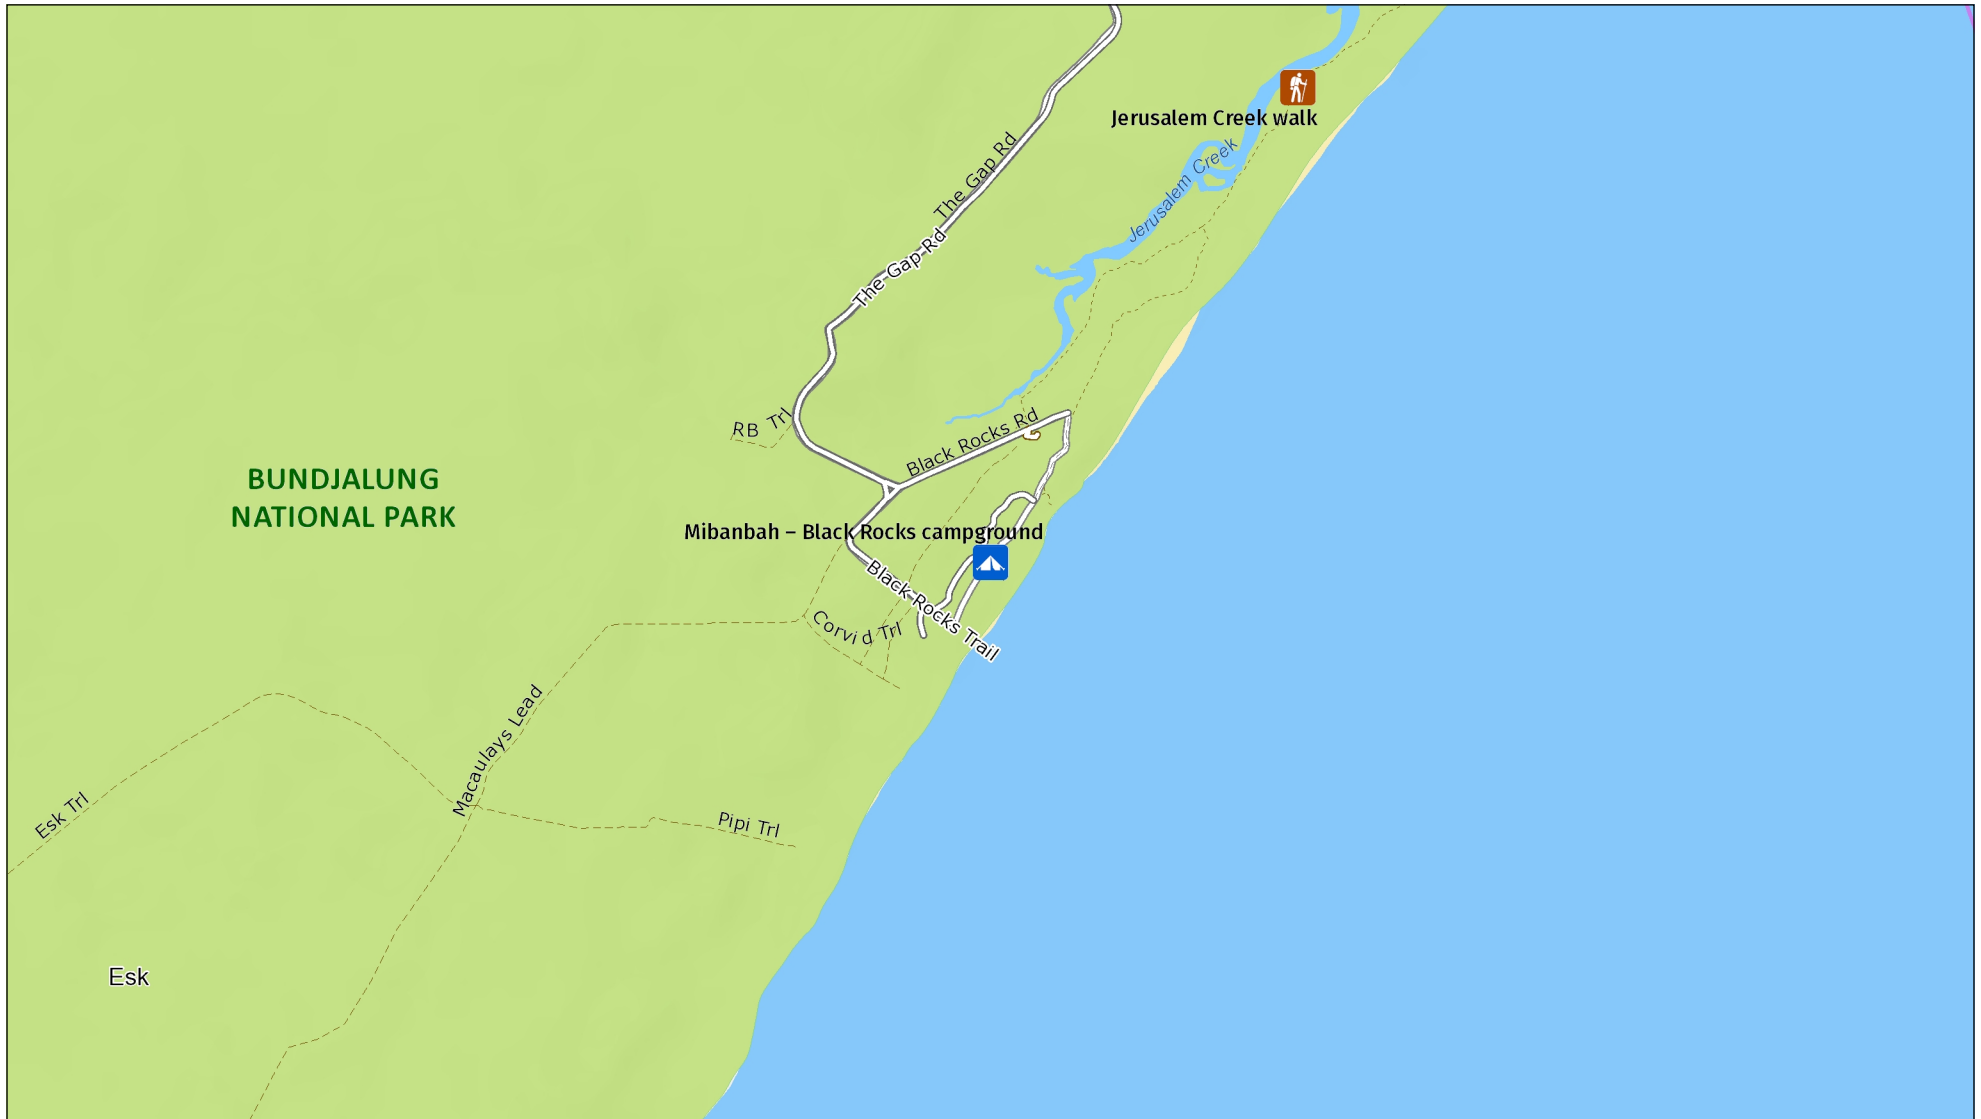 Jerusalem Creek walk
The Gap Rd
Jerusalem Creek
The Gap Rd
RB Trl
Black Rocks Rd
BUNDJALUNG
NATIONAL PARK
Mibanbah – Black Rocks campground
Black Rocks Trail
Corvid Trl
Macaulays Lead
Esk Trl
Pipi Trl
Esk